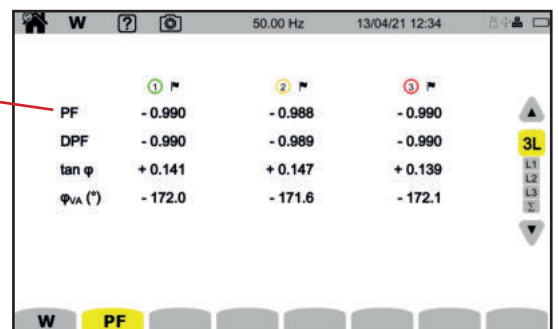 W ? 50.00 Hz 13/04/21 12:34
1 2 3
PF - 0.990 - 0.988 - 0.990
DPF - 0.990 - 0.989 - 0.990
3L
tan φ + 0.141 + 0.147 + 0.139
L1
L2
φVA (°) - 172.0 - 171.6 - 172.1
L3
Σ
W PF